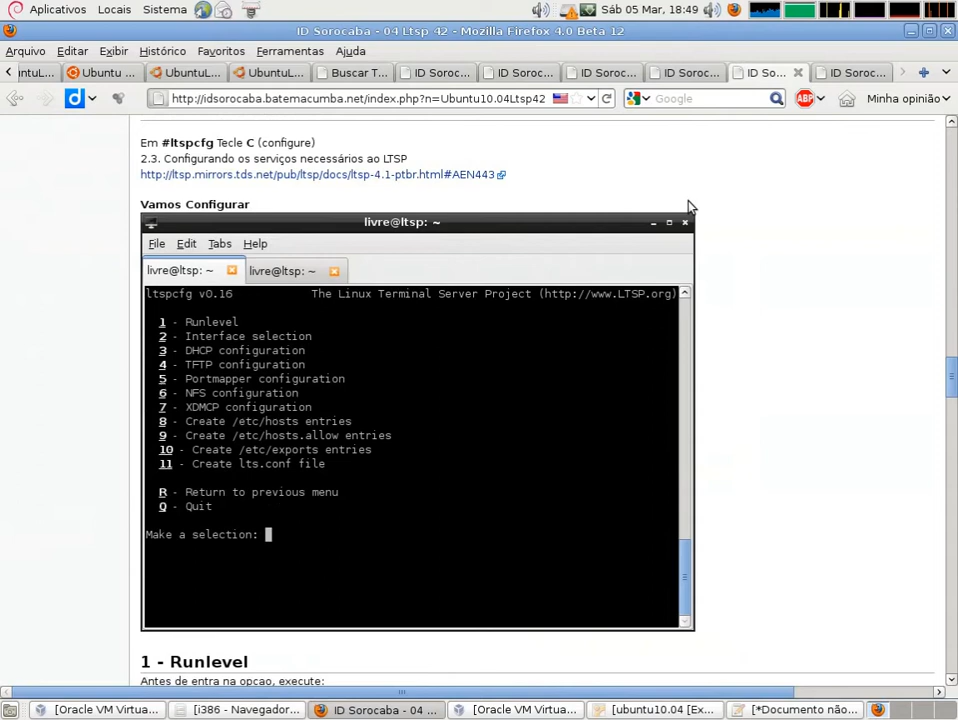 Aplicativos Locais Sistema Sáb 05 Mar, 18:49
ID Sorocaba - 04 Ltsp 42 - Mozilla Firefox 4.0 Beta 12
Arquivo Editar Exibir Histórico Favoritos Ferramentas Ajuda
untuL... Ubuntu ... UbuntuL... UbuntuL... Buscar T... ID Soroc... ID Soroc... ID Soroc... ID Soroc... ID So... ID Soroc...
http://idsorocaba.batemacumba.net/index.php?n=Ubuntu10.04Ltsp42 Google ABP Minha opinião
Em #ltspcfg Tecle C (configure)
2.3. Configurando os serviços necessários ao LTSP
http://ltsp.mirrors.tds.net/pub/ltsp/docs/ltsp-4.1-ptbr.html#AEN443
Vamos Configurar
livre@ltsp: ~
File Edit Tabs Help
livre@ltsp: ~ livre@ltsp: ~
ltspcfg v0.16 The Linux Terminal Server Project (http://www.LTSP.org)
1 - Runlevel
2 - Interface selection
3 - DHCP configuration
4 - TFTP configuration
5 - Portmapper configuration
6 - NFS configuration
7 - XDMCP configuration
8 - Create /etc/hosts entries
9 - Create /etc/hosts.allow entries
10 - Create /etc/exports entries
11 - Create lts.conf file
R - Return to previous menu
Q - Quit
Make a selection:
1 - Runlevel
Antes de entra na opcao, execute:
[Oracle VM Virtua... [i386 - Navegador... ID Sorocaba - 04 ... [Oracle VM Virtua... [ubuntu10.04 [Ex... [*Documento não...